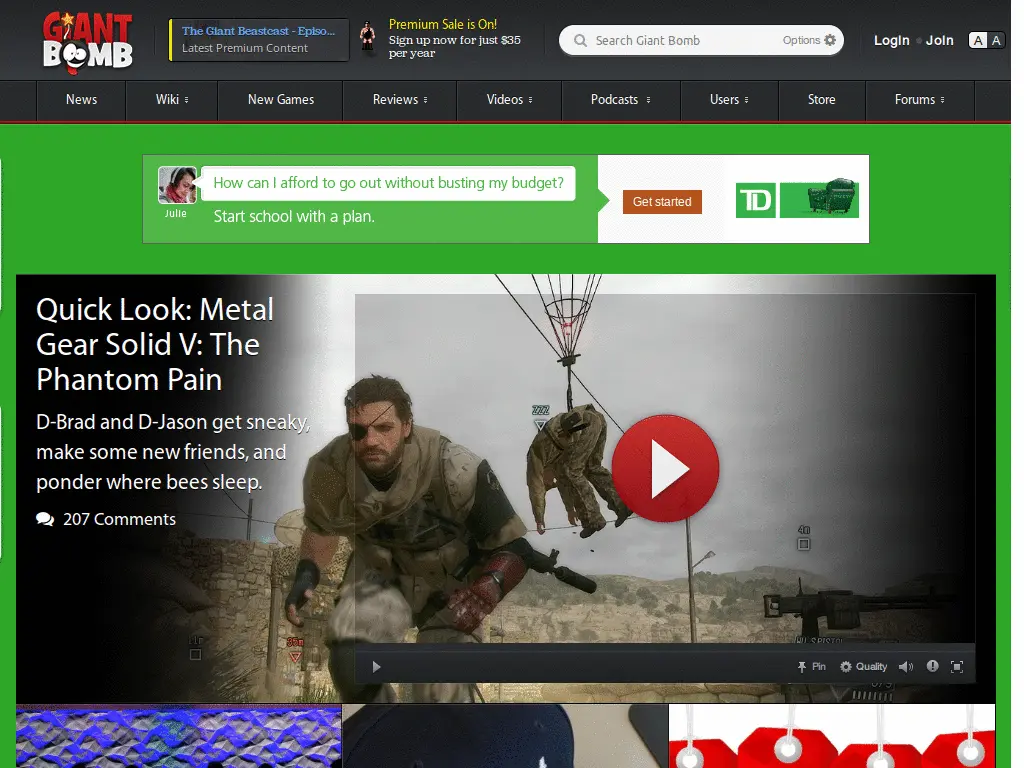 GIANT
BOMB
The Giant Beastcast - Episo...
Latest Premium Content
Premium Sale is On!
Sign up now for just $35
per year
Search Giant Bomb
Options
LogIn
JoIn
A A
News
Wiki
New Games
Reviews
Videos
Podcasts
Users
Store
Forums
How can I afford to go out without busting my budget?
Julie
Start school with a plan.
Get started
TD
Quick Look: Metal
Gear Solid V: The
Phantom Pain
D-Brad and D-Jason get sneaky,
make some new friends, and
ponder where bees sleep.
207 Comments
ZZZ
4m
Pin
Quality